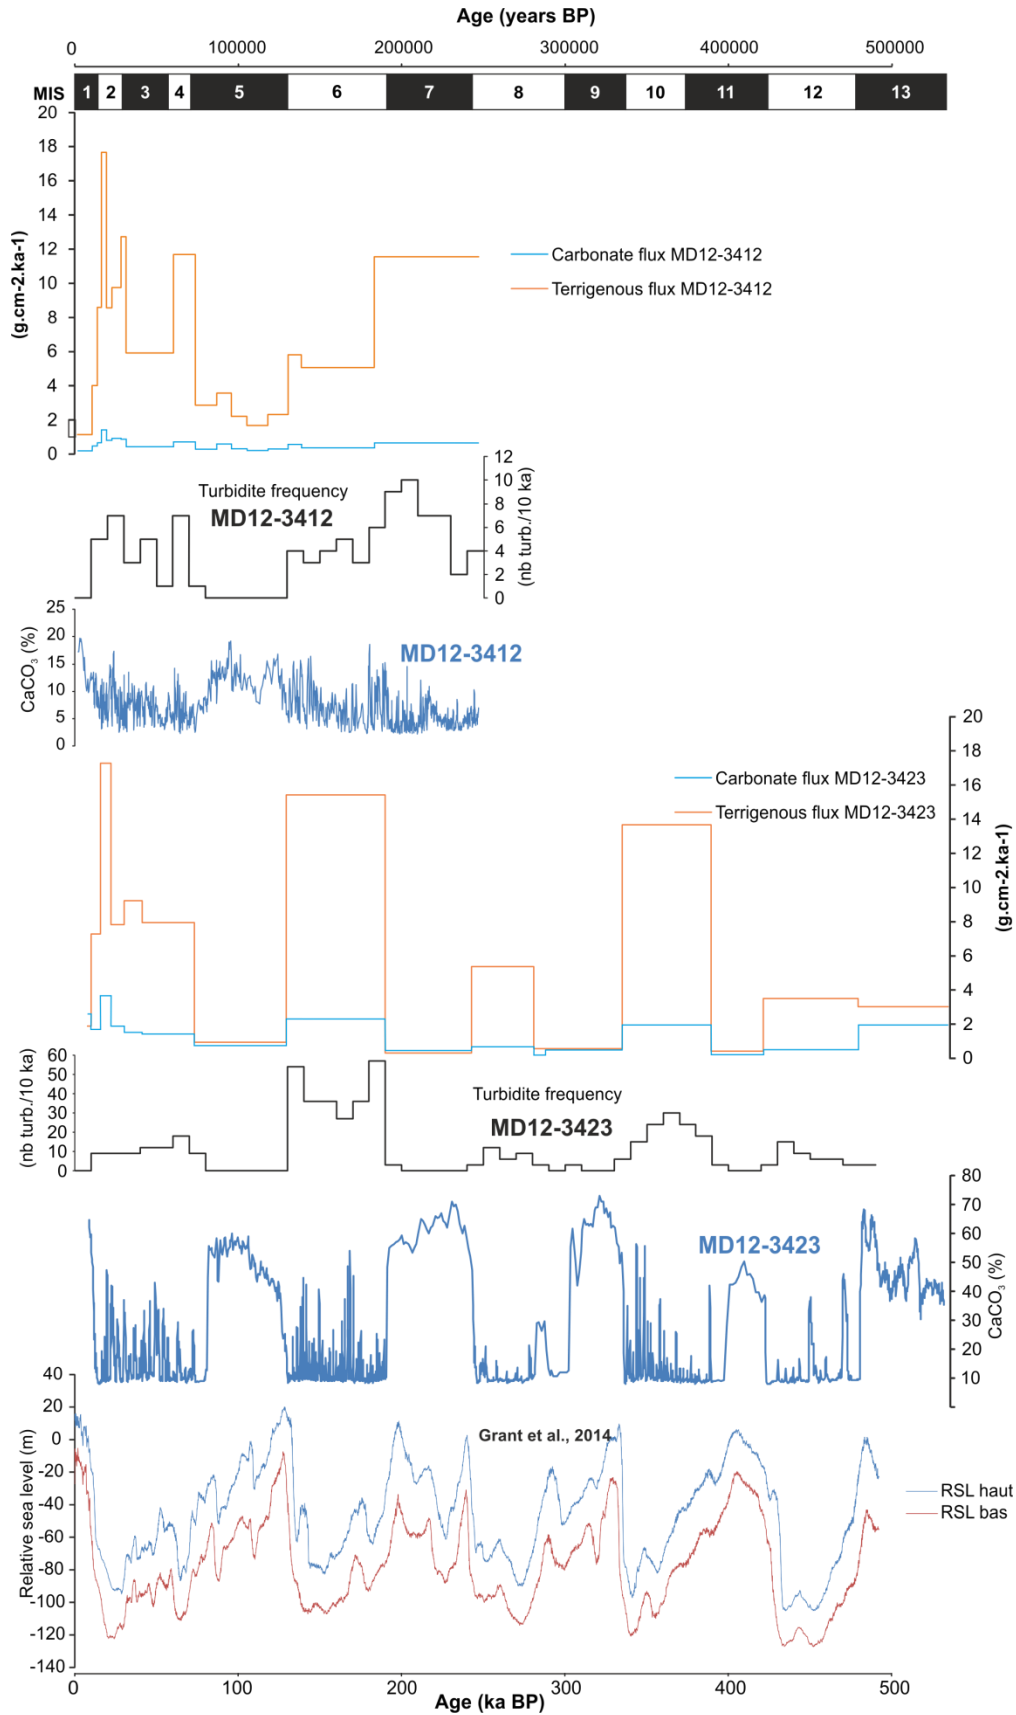 Age (years BP)
0 100000 200000 300000 400000 500000
MIS 1 2 3 4 5 6 7 8 9 10 11 12 13
20
18
16
14
12
10
8
6
4
2
0
(g.cm-2.ka-1)
Carbonate flux MD12-3412
Terrigenous flux MD12-3412
12
10
8
6
4
2
0
(nb turb./10 ka)
Turbidite frequency
MD12-3412
25
20
15
10
5
0
CaCO3 (%)
MD12-3412
20
18
16
14
12
10
8
6
4
2
0
(g.cm-2.ka-1)
Carbonate flux MD12-3423
Terrigenous flux MD12-3423
60
50
40
30
20
10
0
(nb turb./10 ka)
Turbidite frequency
MD12-3423
80
70
60
50
40
30
20
10
CaCO3 (%)
MD12-3423
40
20
0
-20
-40
-60
-80
-100
-120
-140
Relative sea level (m)
Grant et al., 2014
RSL haut
RSL bas
0 100 200 300 400 500
Age (ka BP)